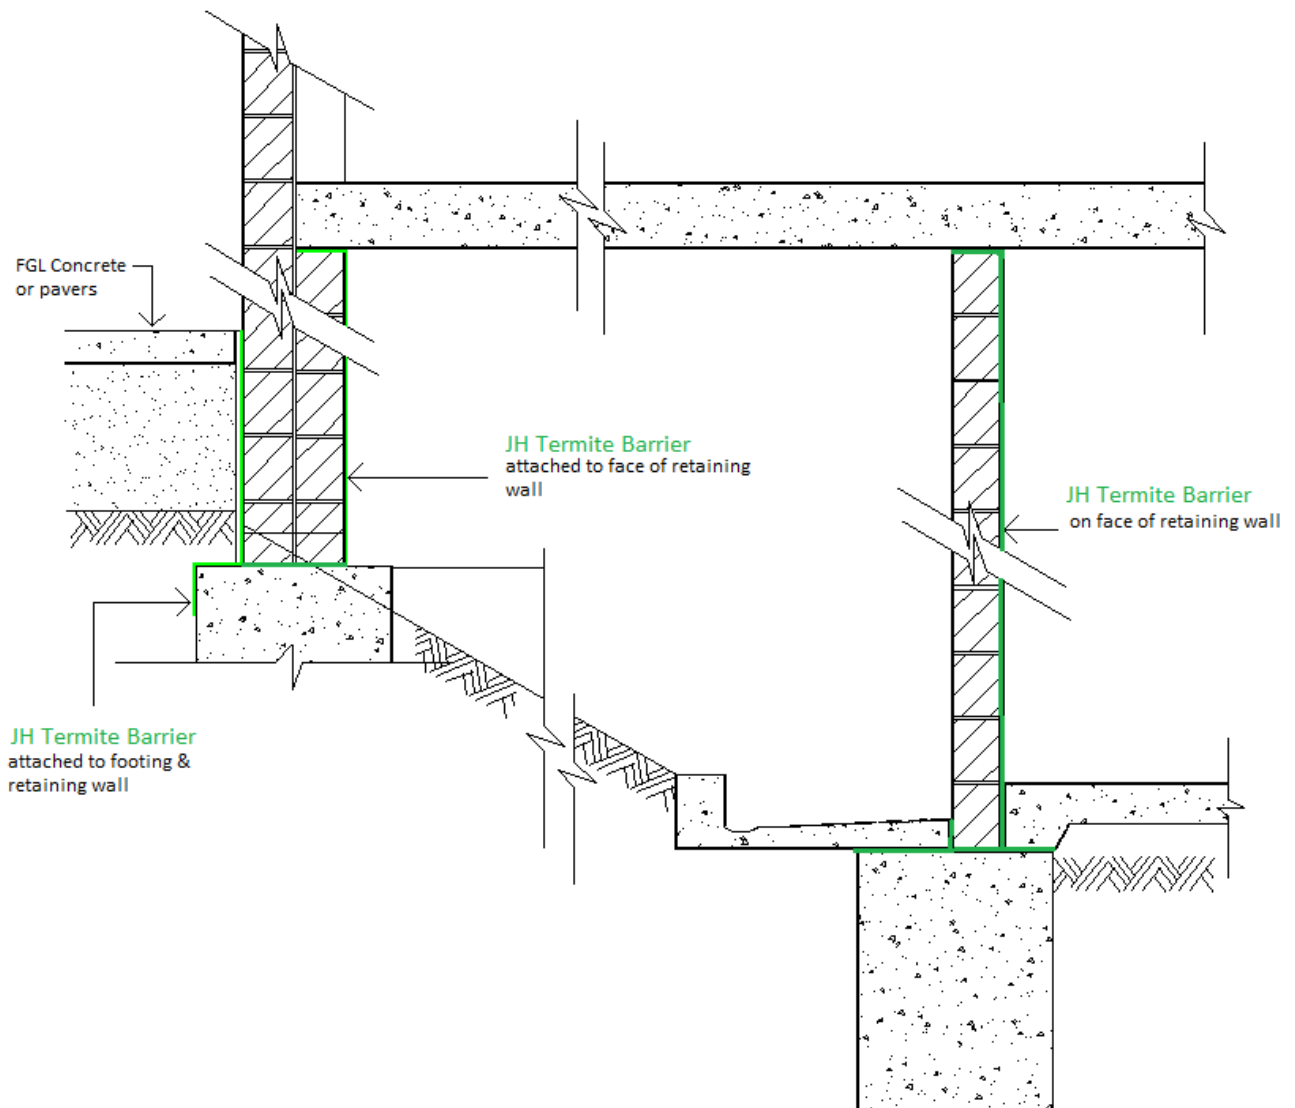 FGL Concrete
or pavers
JH Termite Barrier
attached to face of retaining
wall
JH Termite Barrier
on face of retaining wall
JH Termite Barrier
attached to footing &
retaining wall